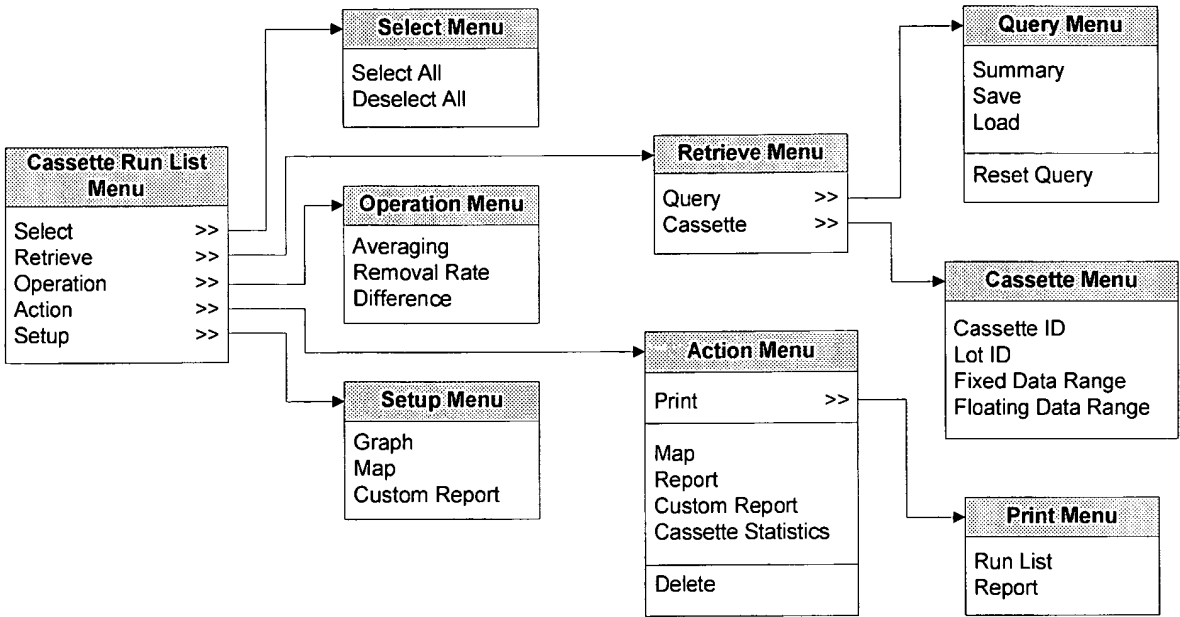 Select Menu
Select All
Deselect All
Query Menu
Summary
Save
Load
Reset Query
Cassette Run List
Menu
Select >>
Retrieve >>
Operation >>
Action >>
Setup >>
Retrieve Menu
Query >>
Cassette >>
Operation Menu
Averaging
Removal Rate
Difference
Cassette Menu
Cassette ID
Lot ID
Fixed Data Range
Floating Data Range
Setup Menu
Graph
Map
Custom Report
Action Menu
Print >>
Map
Report
Custom Report
Cassette Statistics
Delete
Print Menu
Run List
Report